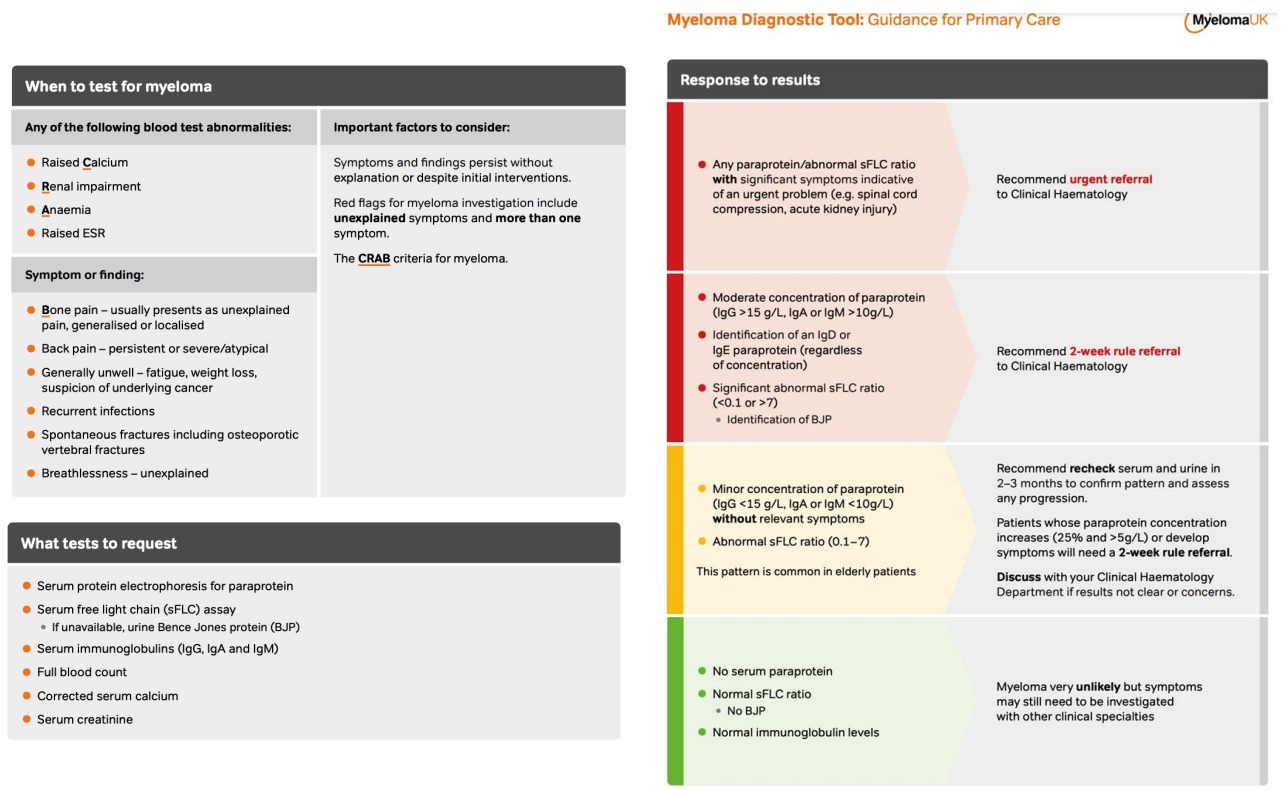 Myeloma Diagnostic Tool: Guidance for Primary Care
MyelomaUK
When to test for myeloma
Any of the following blood test abnormalities:
Raised Calcium
Renal impairment
Anaemia
Raised ESR
Symptom or finding:
Bone pain – usually presents as unexplained
pain, generalised or localised
Back pain – persistent or severe/atypical
Generally unwell – fatigue, weight loss,
suspicion of underlying cancer
Recurrent infections
Spontaneous fractures including osteoporotic
vertebral fractures
Breathlessness – unexplained
Important factors to consider:
Symptoms and findings persist without
explanation or despite initial interventions.
Red flags for myeloma investigation include
unexplained symptoms and more than one
symptom.
The CRAB criteria for myeloma.
What tests to request
Serum protein electrophoresis for paraprotein
Serum free light chain (sFLC) assay
If unavailable, urine Bence Jones protein (BJP)
Serum immunoglobulins (IgG, IgA and IgM)
Full blood count
Corrected serum calcium
Serum creatinine
Response to results
Any paraprotein/abnormal sFLC ratio
with significant symptoms indicative
of an urgent problem (e.g. spinal cord
compression, acute kidney injury)
Recommend urgent referral
to Clinical Haematology
Moderate concentration of paraprotein
(IgG >15 g/L, IgA or IgM >10g/L)
Identification of an IgD or
IgE paraprotein (regardless
of concentration)
Significant abnormal sFLC ratio
(<0.1 or >7)
Identification of BJP
Recommend 2-week rule referral
to Clinical Haematology
Minor concentration of paraprotein
(IgG <15 g/L, IgA or IgM <10g/L)
without relevant symptoms
Abnormal sFLC ratio (0.1–7)
This pattern is common in elderly patients
Recommend recheck serum and urine in
2–3 months to confirm pattern and assess
any progression.
Patients whose paraprotein concentration
increases (25% and >5g/L) or develop
symptoms will need a 2-week rule referral.
Discuss with your Clinical Haematology
Department if results not clear or concerns.
No serum paraprotein
Normal sFLC ratio
No BJP
Normal immunoglobulin levels
Myeloma very unlikely but symptoms
may still need to be investigated
with other clinical specialties